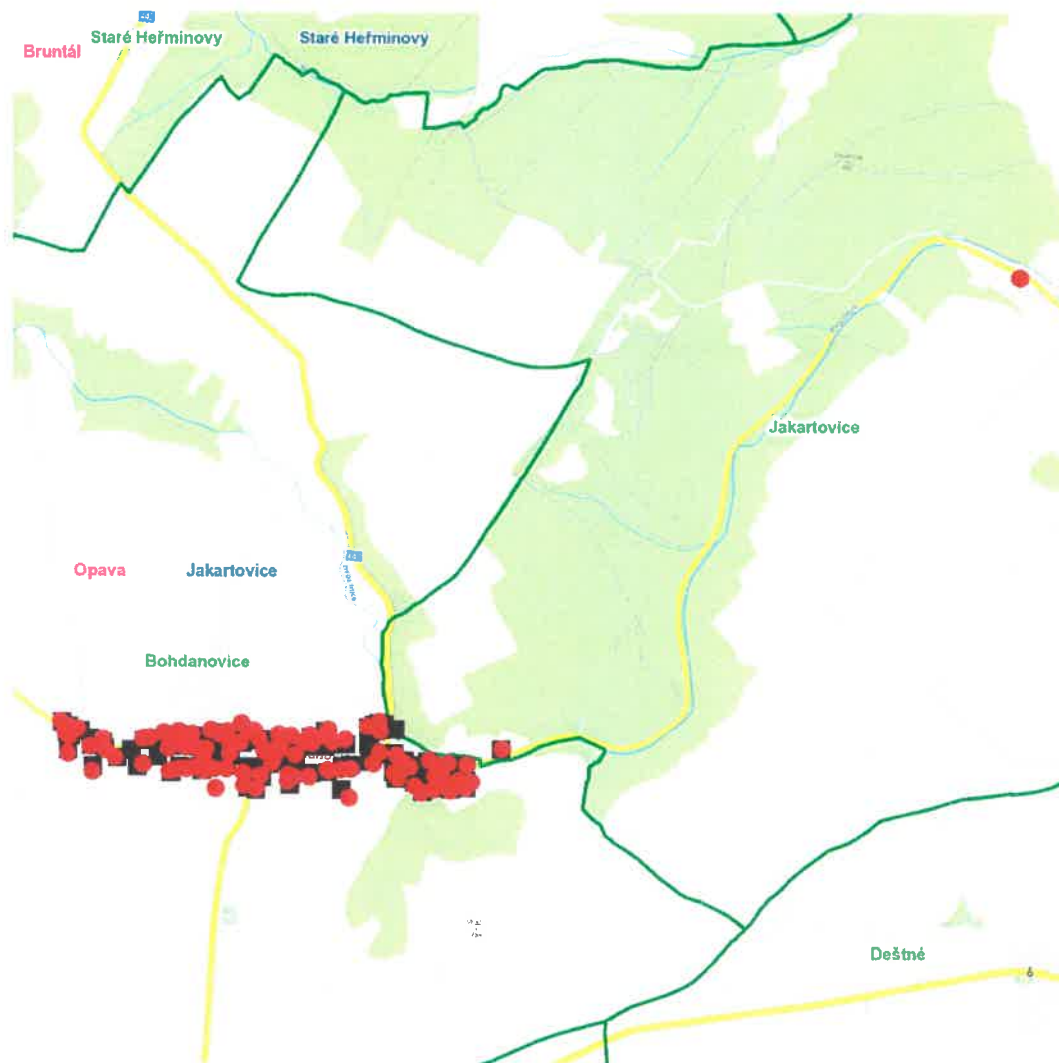 Staré Heřminovy
Staré Heřminovy
Bruntál
Jakartovice
Opava
Jakartovice
Bohdanovice
Deštné